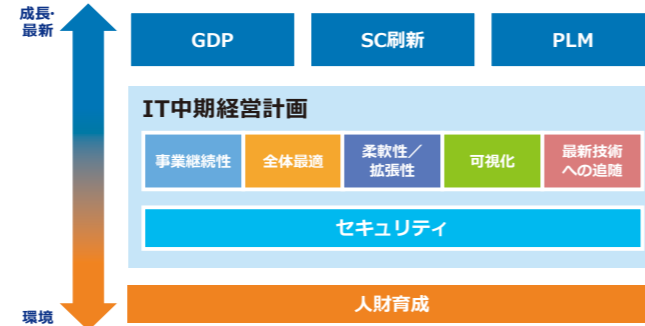 成長・
最新
GDP
SC刷新
PLM
IT中期経営計画
事業継続性
全体最適
柔軟性／
拡張性
可視化
最新技術
への追随
セキュリティ
人財育成
環境